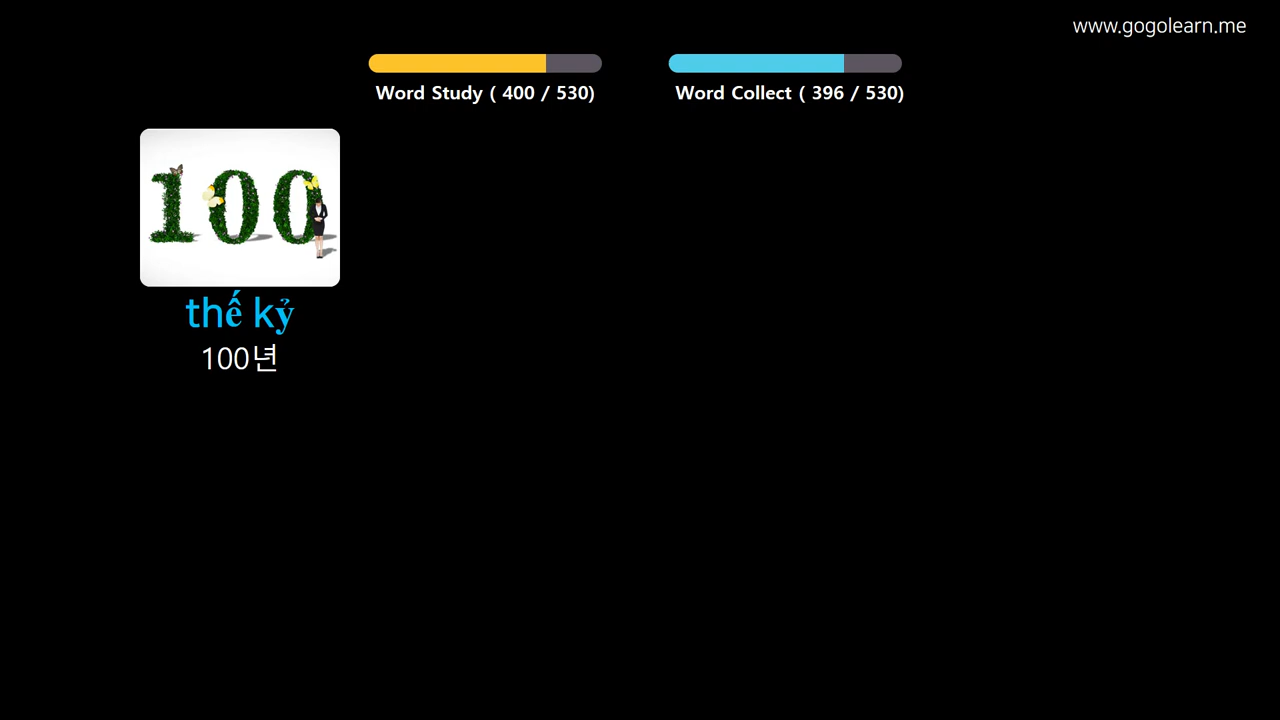 www.gogolearn.me
Word Study ( 400 / 530)
Word Collect ( 396 / 530)
100
thế kỷ
100년